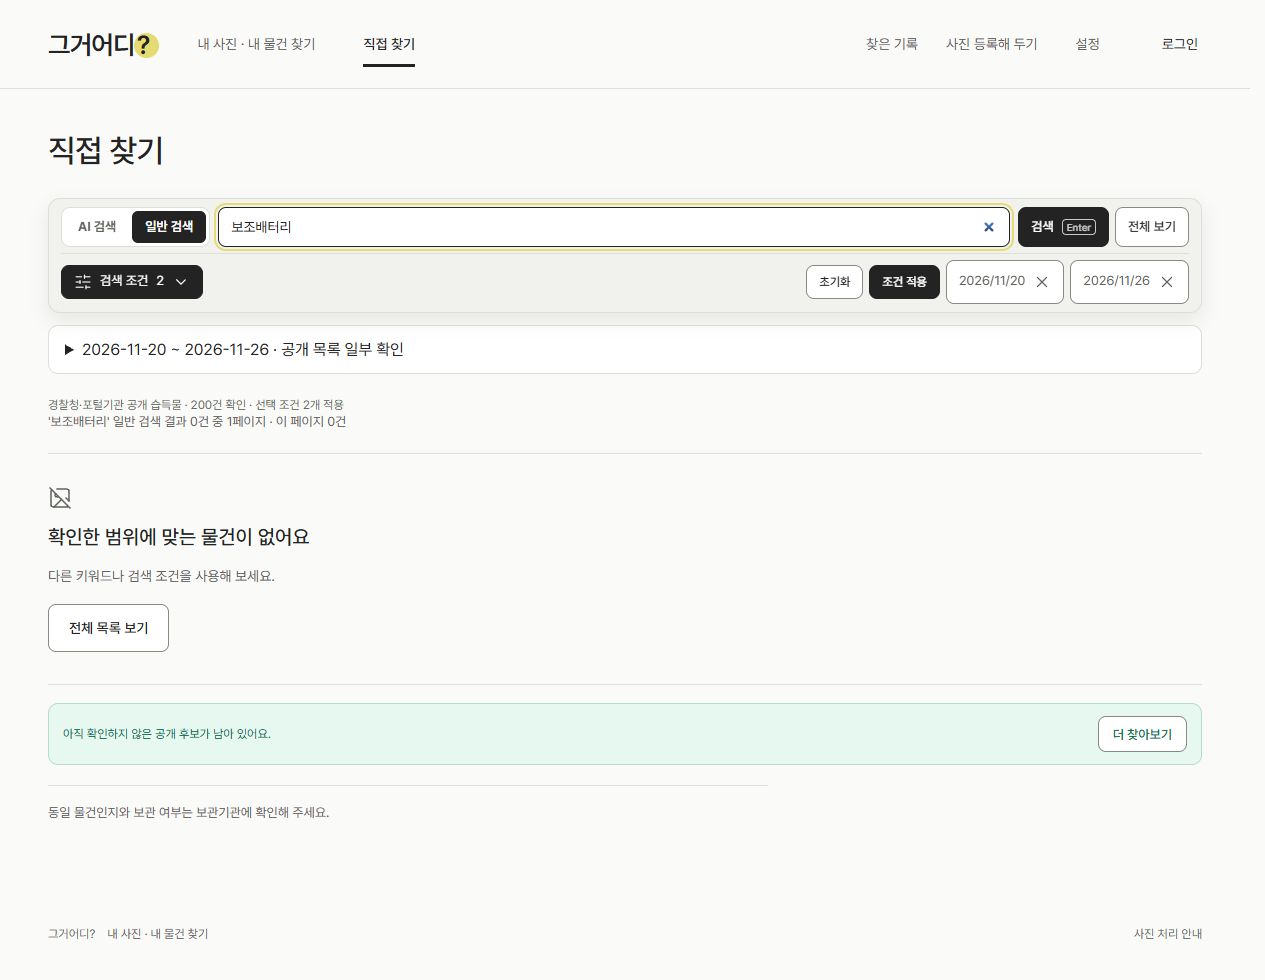 그거어디?
내 사진 · 내 물건 찾기
직접 찾기
찾은 기록
사진 등록해 두기
설정
로그인
직접 찾기
AI 검색
일반 검색
보조배터리
검색 Enter
전체 보기
검색 조건 2
초기화
조건 적용
2026/11/20
2026/11/26
2026-11-20 ~ 2026-11-26 · 공개 목록 일부 확인
경찰청·포털기관 공개 습득물 · 200건 확인 · 선택 조건 2개 적용
'보조배터리' 일반 검색 결과 0건 중 1페이지 · 이 페이지 0건
확인한 범위에 맞는 물건이 없어요
다른 키워드나 검색 조건을 사용해 보세요.
전체 목록 보기
아직 확인하지 않은 공개 후보가 남아 있어요.
더 찾아보기
동일 물건인지와 보관 여부는 보관기관에 확인해 주세요.
그거어디?
내 사진 · 내 물건 찾기
사진 처리 안내